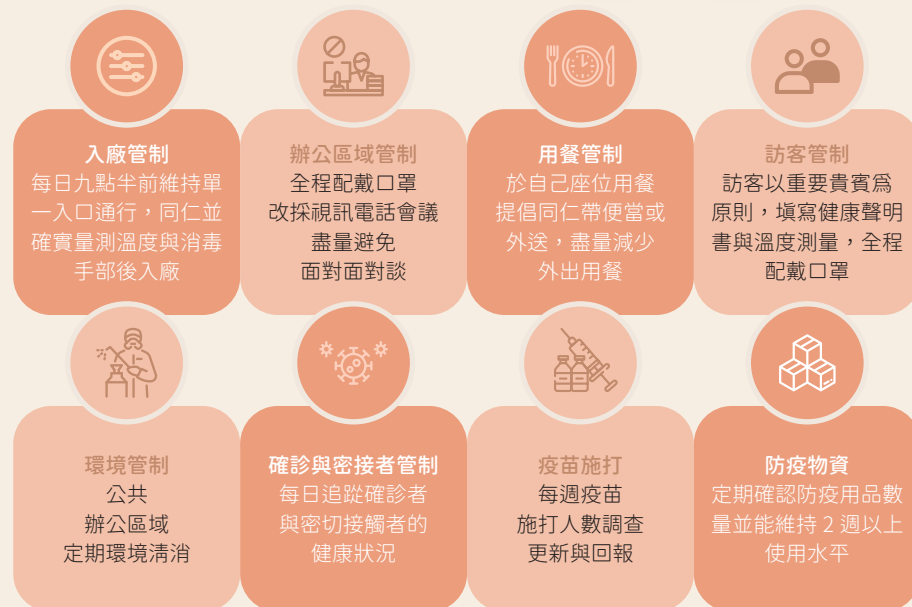 入廠管制
每日九點半前維持單
一入口通行，同仁並
確實量測溫度與消毒
手部後入廠
辦公區域管制
全程配戴口罩
改採視訊電話會議
盡量避免
面對面對談
用餐管制
於自己座位用餐
提倡同仁帶便當或
外送，盡量減少
外出用餐
訪客管制
訪客以重要貴賓爲
原則，填寫健康聲明
書與溫度測量，全程
配戴口罩
環境管制
公共
辦公區域
定期環境清消
確診與密接者管制
每日追蹤確診者
與密切接觸者的
健康狀況
疫苗施打
每週疫苗
施打人數調查
更新與回報
防疫物資
定期確認防疫用品數
量並能維持 2 週以上
使用水平